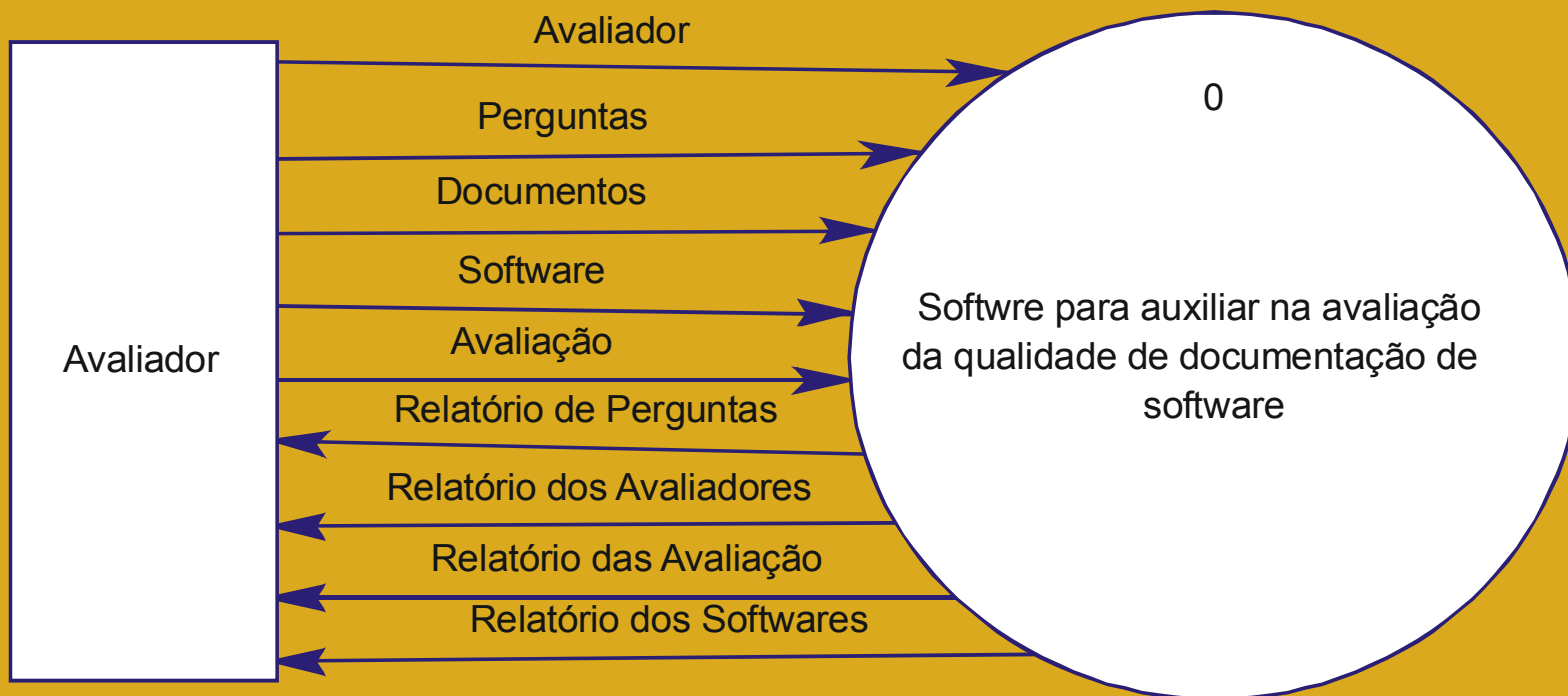 Avaliador
Perguntas
Documentos
Software
Avaliação
Relatório de Perguntas
Relatório dos Avaliadores
Relatório das Avaliação
Relatório dos Softwares
Avaliador
0
Softwre para auxiliar na avaliação
da qualidade de documentação de
software